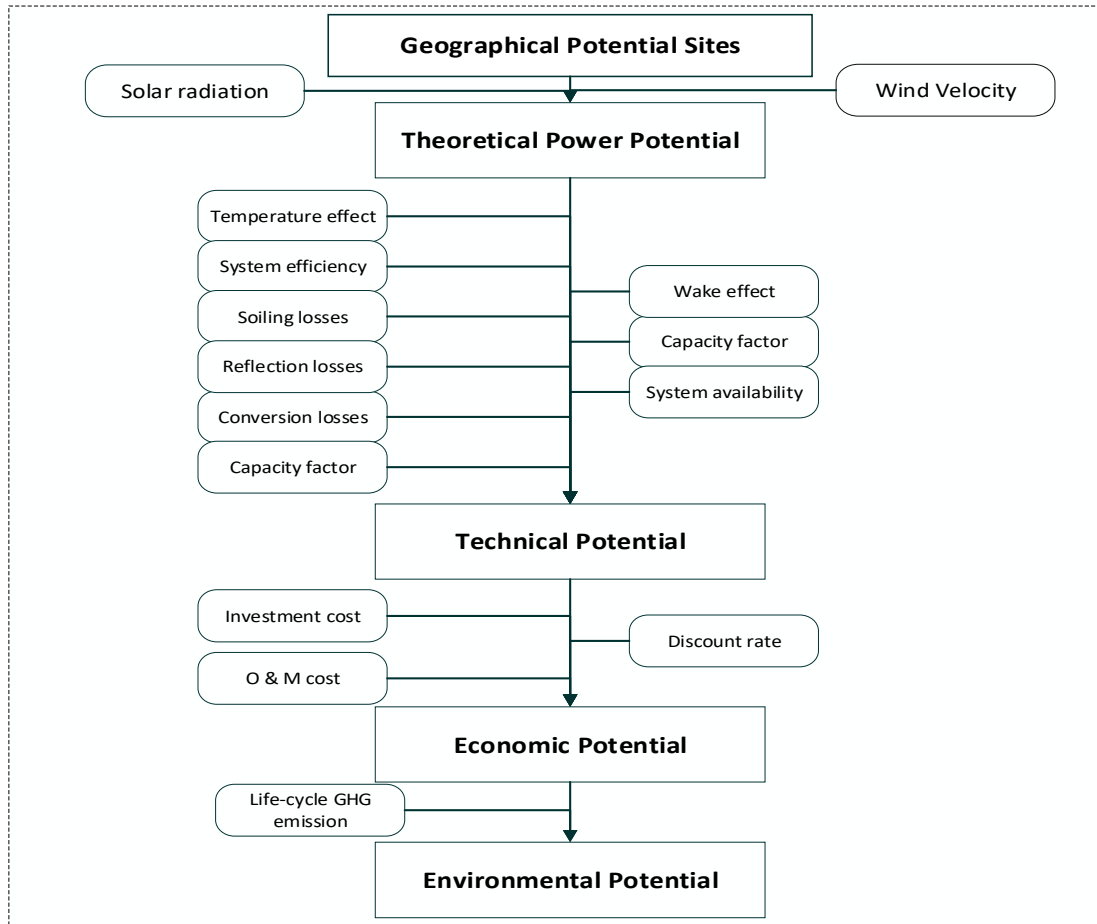 Geographical Potential Sites
Solar radiation
Wind Velocity
Theoretical Power Potential
Temperature effect
System efficiency
Soiling losses
Reflection losses
Conversion losses
Capacity factor
Wake effect
Capacity factor
System availability
Technical Potential
Investment cost
O & M cost
Discount rate
Economic Potential
Life-cycle GHG
emission
Environmental Potential